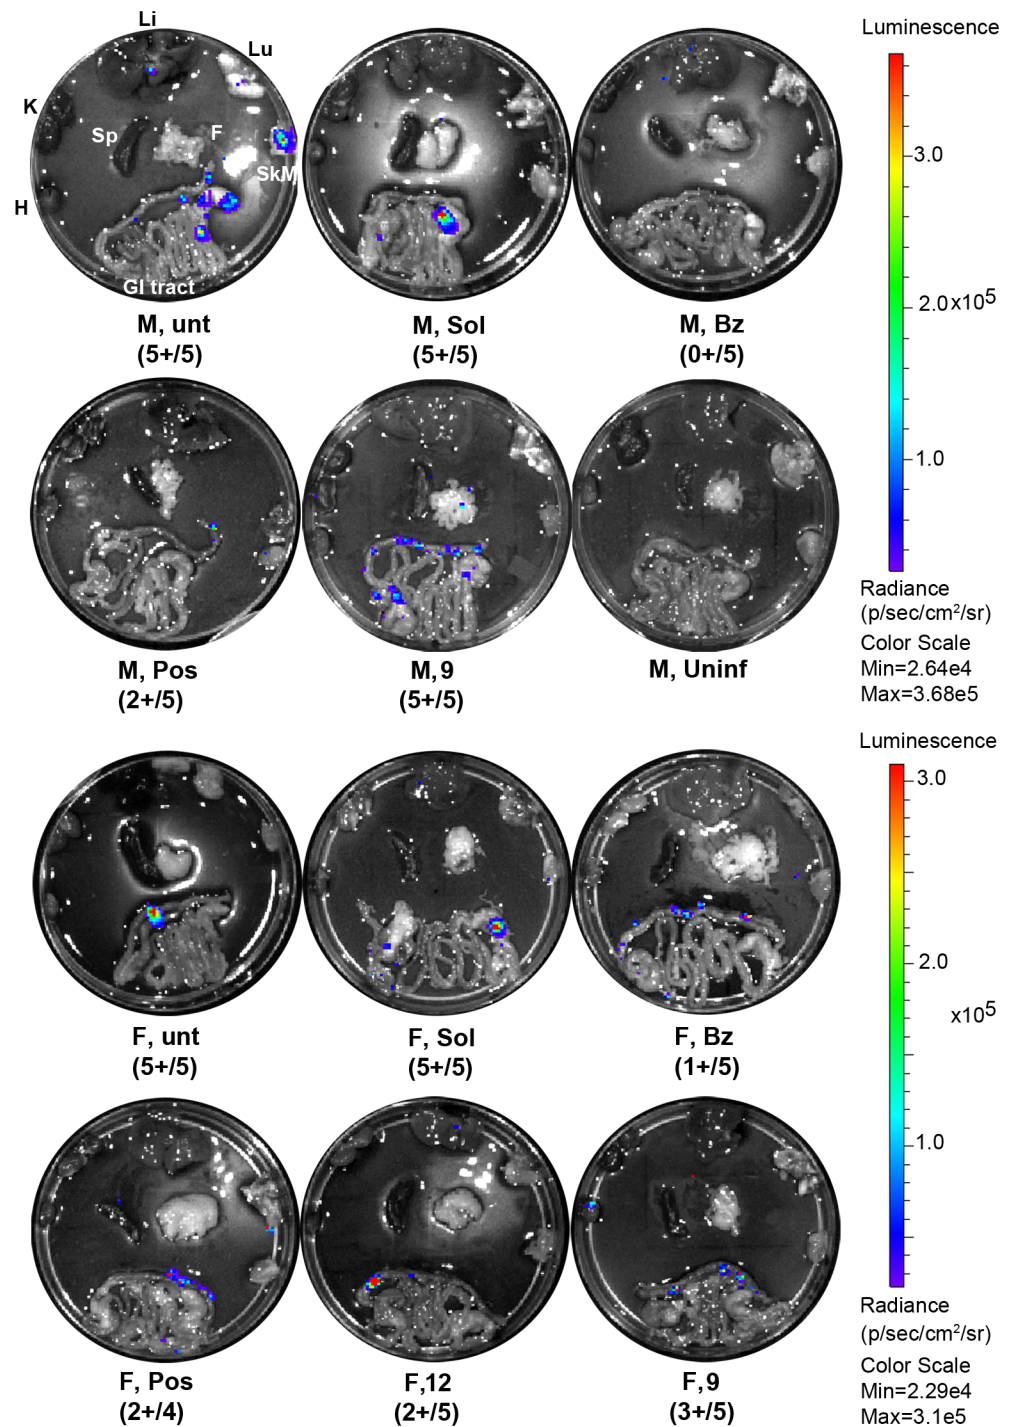 Li
Lu
K
Sp
F
SkM
H
GI tract
M, unt
(5+/5)
M, Sol
(5+/5)
M, Bz
(0+/5)
Luminescence
3.0
2.0x10⁵
1.0
Radiance
(p/sec/cm²/sr)
Color Scale
Min=2.64e4
Max=3.68e5
M, Pos
(2+/5)
M,9
(5+/5)
M, Uninf
Luminescence
3.0
2.0
x10⁵
1.0
Radiance
(p/sec/cm²/sr)
Color Scale
Min=2.29e4
Max=3.1e5
F, unt
(5+/5)
F, Sol
(5+/5)
F, Bz
(1+/5)
F, Pos
(2+/4)
F,12
(2+/5)
F,9
(3+/5)